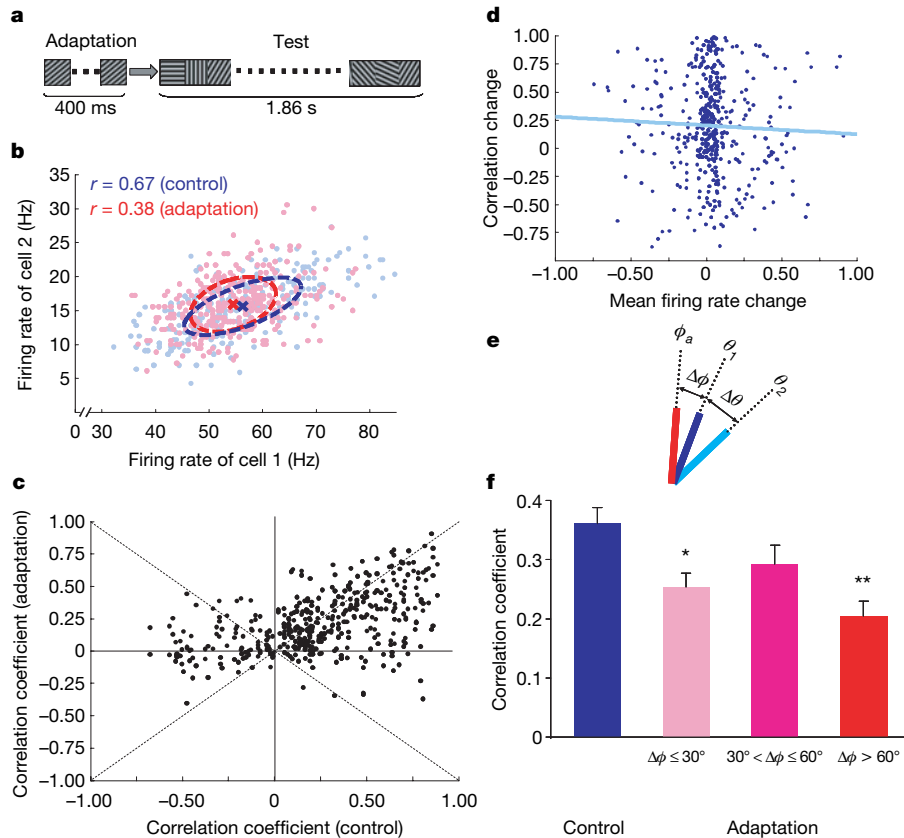 a
Adaptation
Test
400 ms
1.86 s
b
r = 0.67 (control)
r = 0.38 (adaptation)
35
30
25
20
15
10
5
0 30 40 50 60 70 80
Firing rate of cell 2 (Hz)
Firing rate of cell 1 (Hz)
c
1.00
0.75
0.50
0.25
0
−0.25
−0.50
−0.75
−1.00
−1.00 −0.50 0 0.50 1.00
Correlation coefficient (adaptation)
Correlation coefficient (control)
d
1.00
0.75
0.50
0.25
0
−0.25
−0.50
−0.75
−1.00 −0.50 0 0.50 1.00
Correlation change
Mean firing rate change
e
ϕa θ1 θ2
Δϕ Δθ
f
0.4
0.3
0.2
0.1
0
Correlation coefficient
* **
Δϕ ≤ 30° 30° < Δϕ ≤ 60° Δϕ > 60°
Control Adaptation